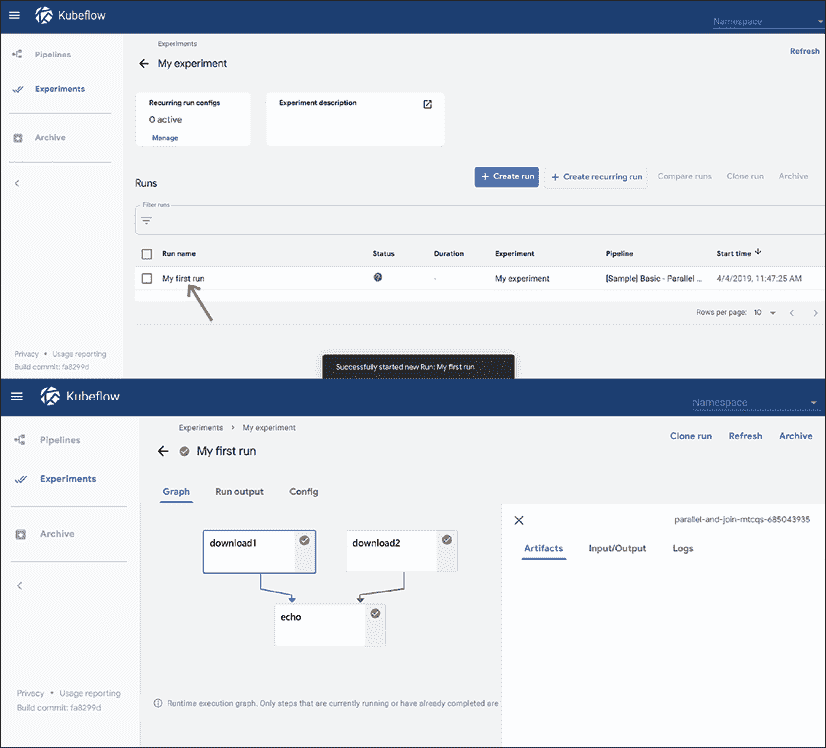 Kubeflow
Namespace
Pipelines
Experiments
Archive
Privacy • Usage reporting
Build commit: fa8299d
Experiments
My experiment
Refresh
Recurring run configs
0 active
Manage
Experiment description
Runs
+ Create run
+ Create recurring run
Compare runs
Clone run
Archive
Filter runs
Run name Status Duration Experiment Pipeline Start time
My first run - My experiment [Sample] Basic - Parallel ... 4/4/2019, 11:47:25 AM
Rows per page: 10
Successfully started new Run: My first run
Kubeflow
Namespace
Pipelines
Experiments
Archive
Privacy • Usage reporting
Build commit: fa8299d
Experiments > My experiment
My first run
Clone run Refresh Archive
Graph Run output Config
download1 download2
echo
Runtime execution graph. Only steps that are currently running or have already completed are
parallel-and-join-mtcqs-685043935
Artifacts Input/Output Logs